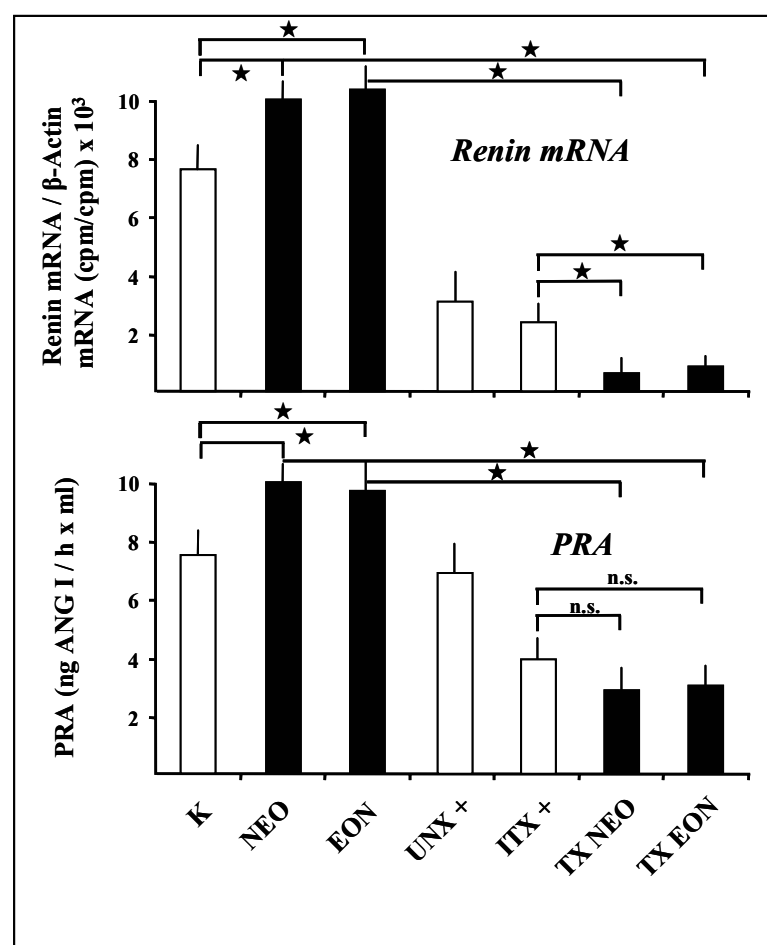 Renin mRNA / β-Actin
mRNA (cpm/cpm) x 10³
10
8
6
4
2
Renin mRNA
PRA (ng ANG I / h x ml)
10
8
6
4
2
PRA
n.s.
n.s.
K
NEO
EON
UNX +
ITX +
TX NEO
TX EON